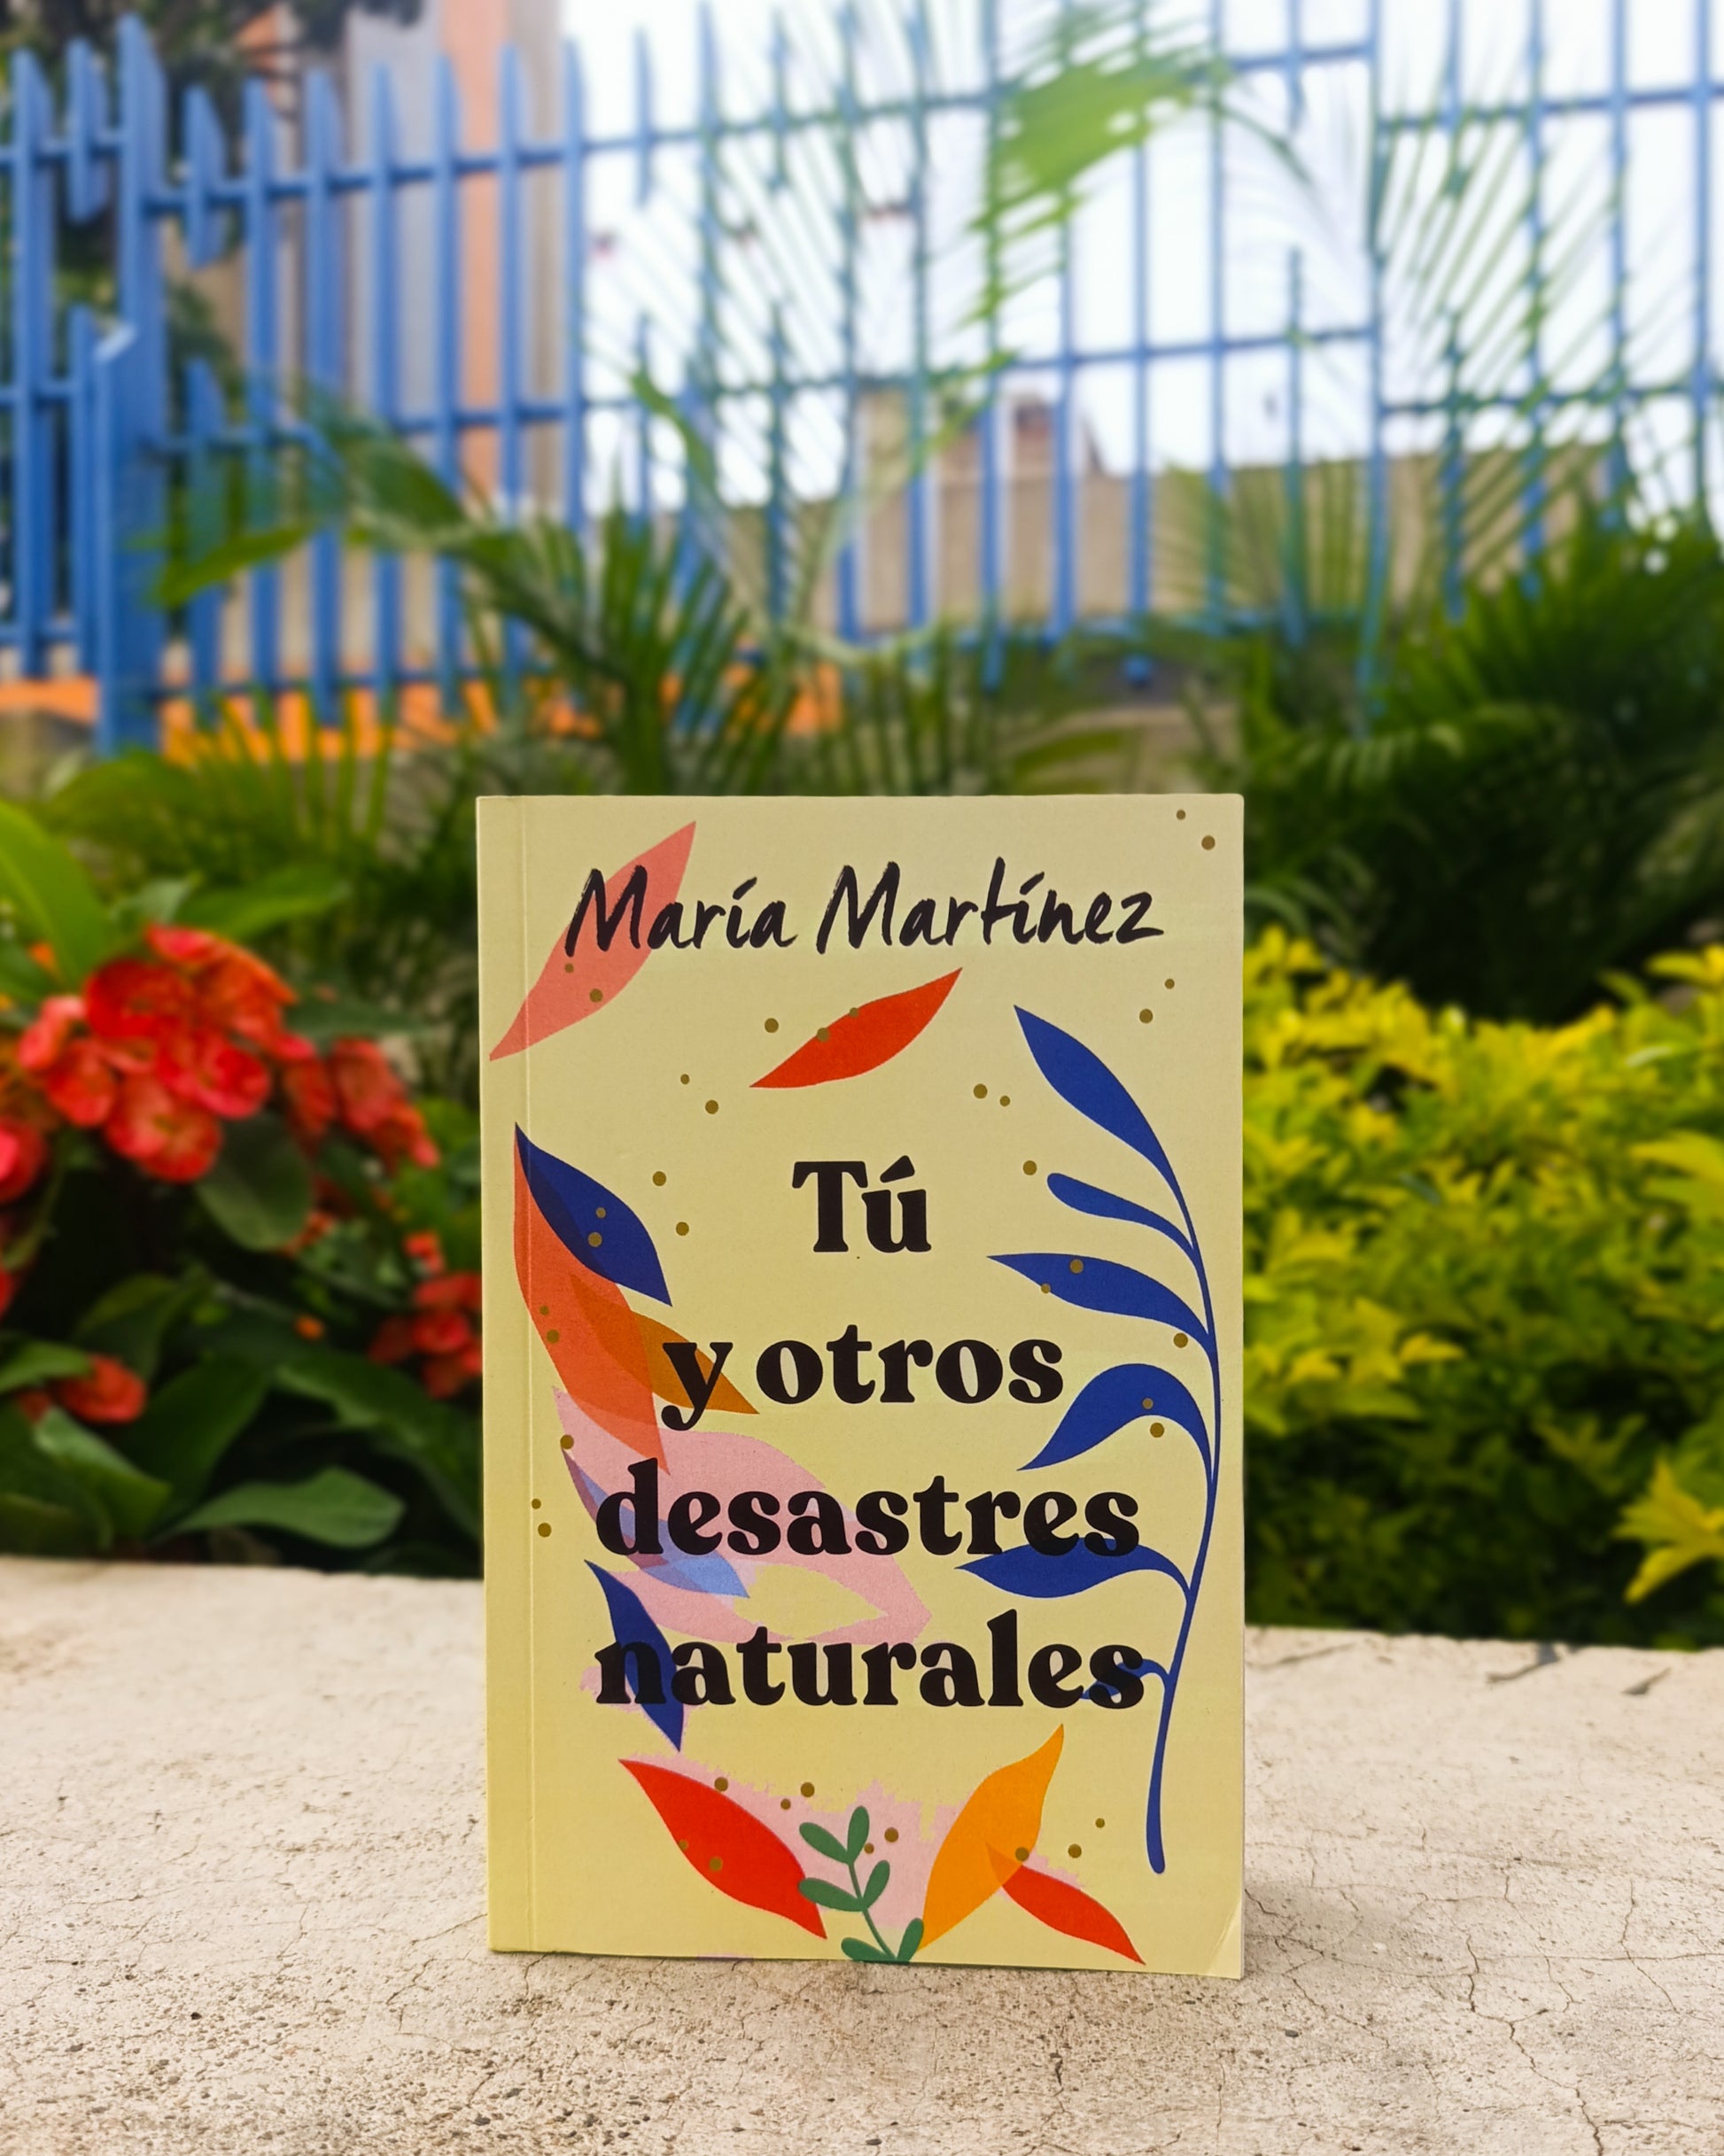 María Martínez
Tú
y otros
desastres
naturales